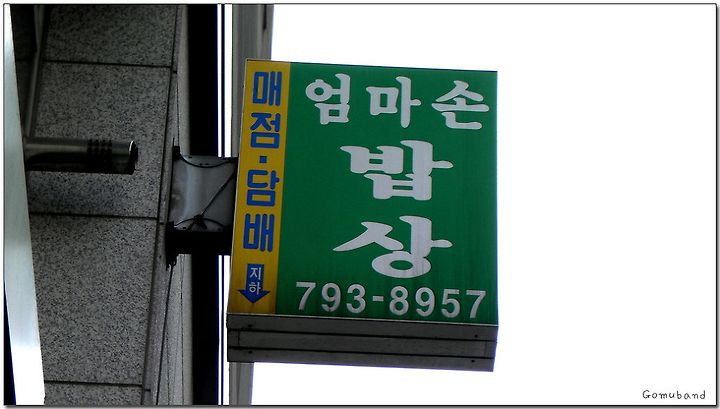 매점·담배
지하
엄마손
밥
상
793-8957
Gomuband